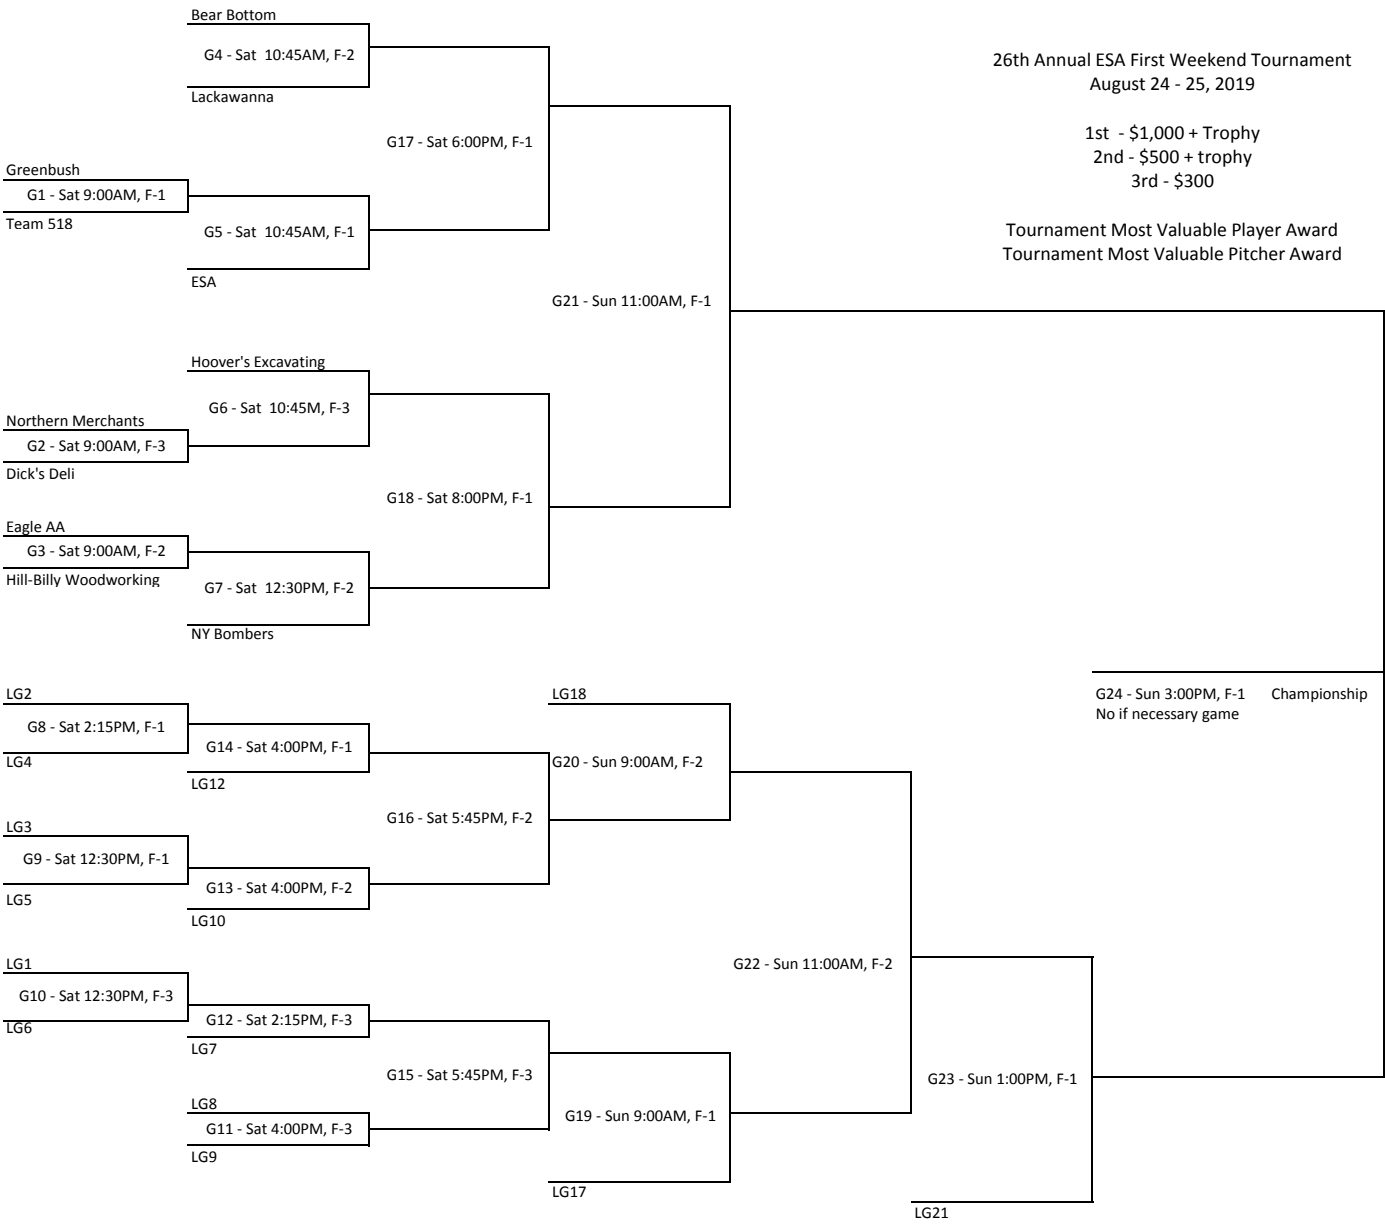 Bear Bottom
G4 - Sat  10:45AM, F-2
Lackawanna
26th Annual ESA First Weekend Tournament
August 24 - 25, 2019
1st  - $1,000 + Trophy
2nd - $500 + trophy
3rd - $300
Tournament Most Valuable Player Award
Tournament Most Valuable Pitcher Award
G17 - Sat 6:00PM, F-1
Greenbush
G1 - Sat 9:00AM, F-1
Team 518
G5 - Sat  10:45AM, F-1
ESA
G21 - Sun 11:00AM, F-1
Hoover's Excavating
G6 - Sat  10:45M, F-3
Northern Merchants
G2 - Sat 9:00AM, F-3
Dick's Deli
G18 - Sat 8:00PM, F-1
Eagle AA
G3 - Sat 9:00AM, F-2
Hill-Billy Woodworking
G7 - Sat  12:30PM, F-2
NY Bombers
LG2
G8 - Sat 2:15PM, F-1
LG4
G14 - Sat 4:00PM, F-1
LG12
LG18
G20 - Sun 9:00AM, F-2
G24 - Sun 3:00PM, F-1     Championship
No if necessary game
G16 - Sat 5:45PM, F-2
LG3
G9 - Sat 12:30PM, F-1
LG5
G13 - Sat 4:00PM, F-2
LG10
G22 - Sun 11:00AM, F-2
LG1
G10 - Sat 12:30PM, F-3
LG6
G12 - Sat 2:15PM, F-3
LG7
G15 - Sat 5:45PM, F-3
LG8
G11 - Sat 4:00PM, F-3
LG9
G19 - Sun 9:00AM, F-1
LG17
G23 - Sun 1:00PM, F-1
LG21